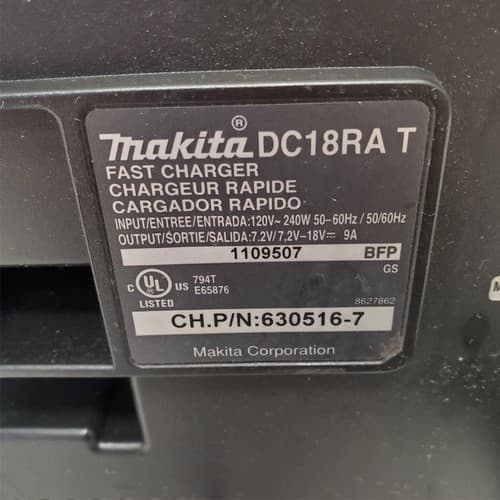 makita® DC18RA T
FAST CHARGER
CHARGEUR RAPIDE
CARGADOR RAPIDO
INPUT/ENTREE/ENTRADA:120V~ 240W 50-60Hz / 50/60Hz
OUTPUT/SORTIE/SALIDA:7.2V/7,2V-18V⎓ 9A
1109507 BFP
GS
C UL US 794T
E65876
LISTED
8627862
CH.P/N:630516-7
Makita Corporation
M